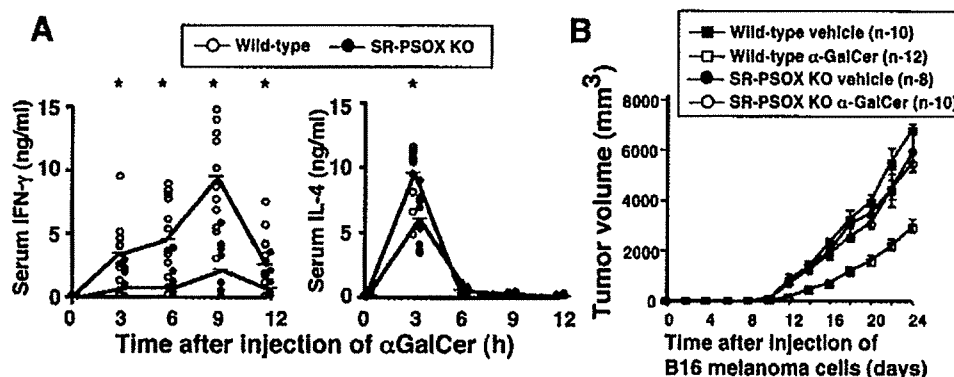 A
Wild-type SR-PSOX KO
* * * *
*
Serum IFN-γ (ng/ml)
15
10
5
0
0 3 6 9 12
Serum IL-4 (ng/ml)
15
10
5
0
0 3 6 9 12
Time after injection of αGalCer (h)
B
Wild-type vehicle (n-10)
Wild-type α-GalCer (n-12)
SR-PSOX KO vehicle (n-8)
SR-PSOX KO α-GalCer (n-10)
Tumor volume (mm3)
8000
6000
4000
2000
0
0 4 8 12 16 20 24
Time after injection of
B16 melanoma cells (days)